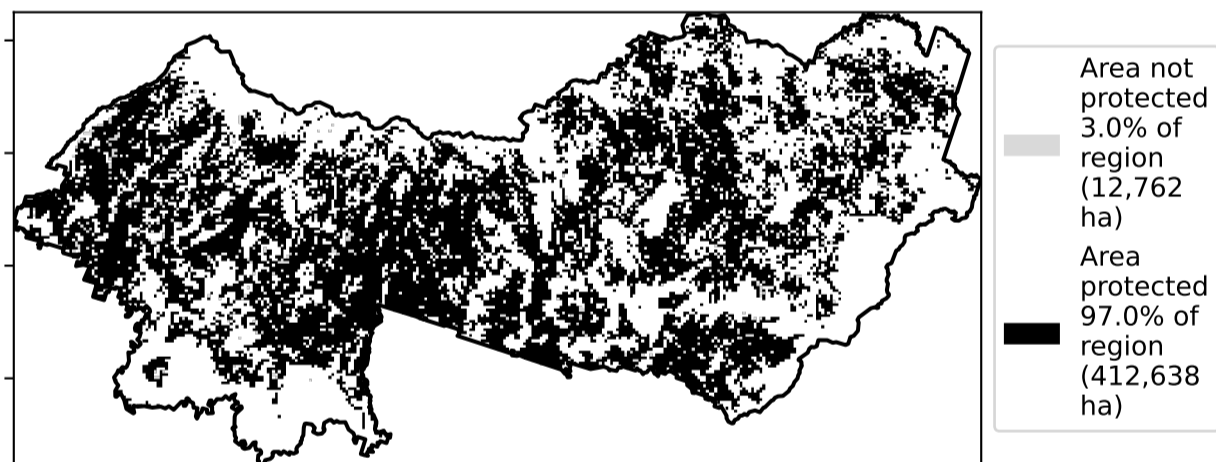 Area not
protected
3.0% of
region
(12,762
ha)
Area
protected
97.0% of
region
(412,638
ha)